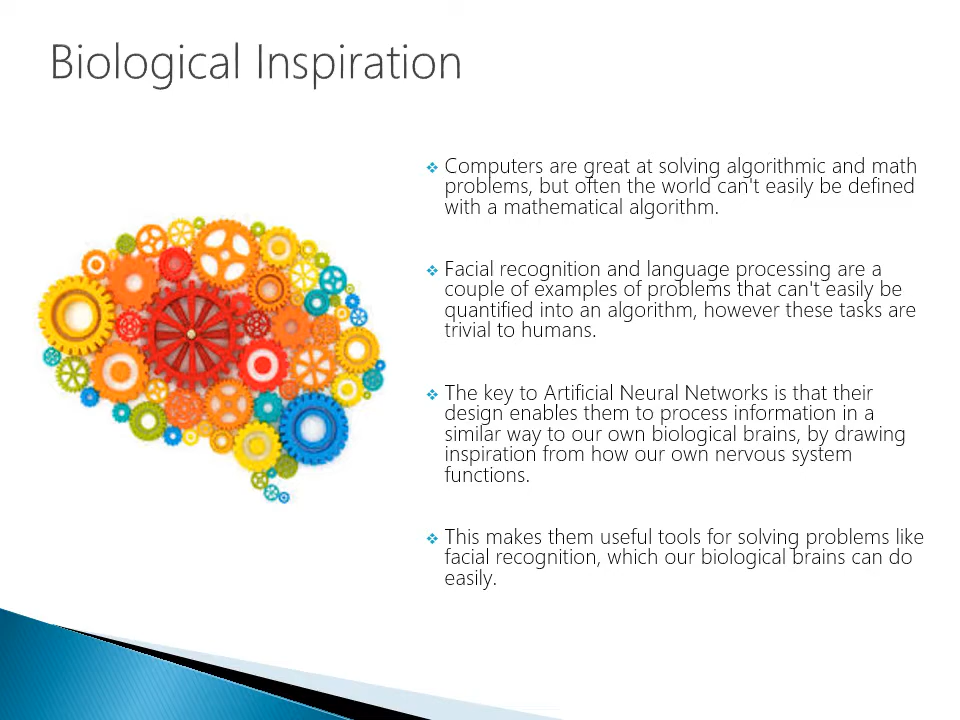 Biological Inspiration
Computers are great at solving algorithmic and math
problems, but often the world can't easily be defined
with a mathematical algorithm.
Facial recognition and language processing are a
couple of examples of problems that can't easily be
quantified into an algorithm, however these tasks are
trivial to humans.
The key to Artificial Neural Networks is that their
design enables them to process information in a
similar way to our own biological brains, by drawing
inspiration from how our own nervous system
functions.
This makes them useful tools for solving problems like
facial recognition, which our biological brains can do
easily.